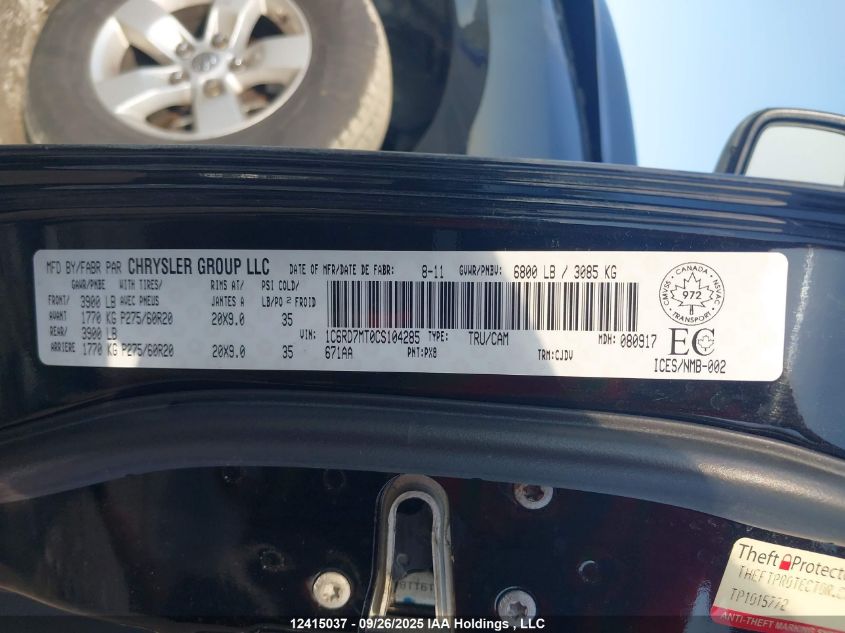 MFD BY/FABR PAR CHRYSLER GROUP LLC DATE OF MFR/DATE DE FABR: 8-11 GVWR/PNBV: 6800 LB / 3085 KG
GAWR/PNBE WITH TIRES/ RIMS AT/ PSI COLD/
FRONT/ 3900 LB AVEC PNEUS JANTES A LB/PO 2 FROID
AVANT 1770 KG P275/60R20 20X9.0 35
REAR/ 3900 LB
ARRIERE 1770 KG P275/60R20 20X9.0 35
VIN: 1C6RD7MT0CS104285 TYPE: TRU/CAM MDH: 080917
671AA PNT:PX8 TRM:CJDV
CANADA
CMVSS NSVAC
972
TRANSPORT
EC
ICES/NMB-002
Theft Protector
THEFTPROTECTOR.C
TP1015772
ANTI-THEFT MARKING
12415037 - 09/26/2025 IAA Holdings, Inc.